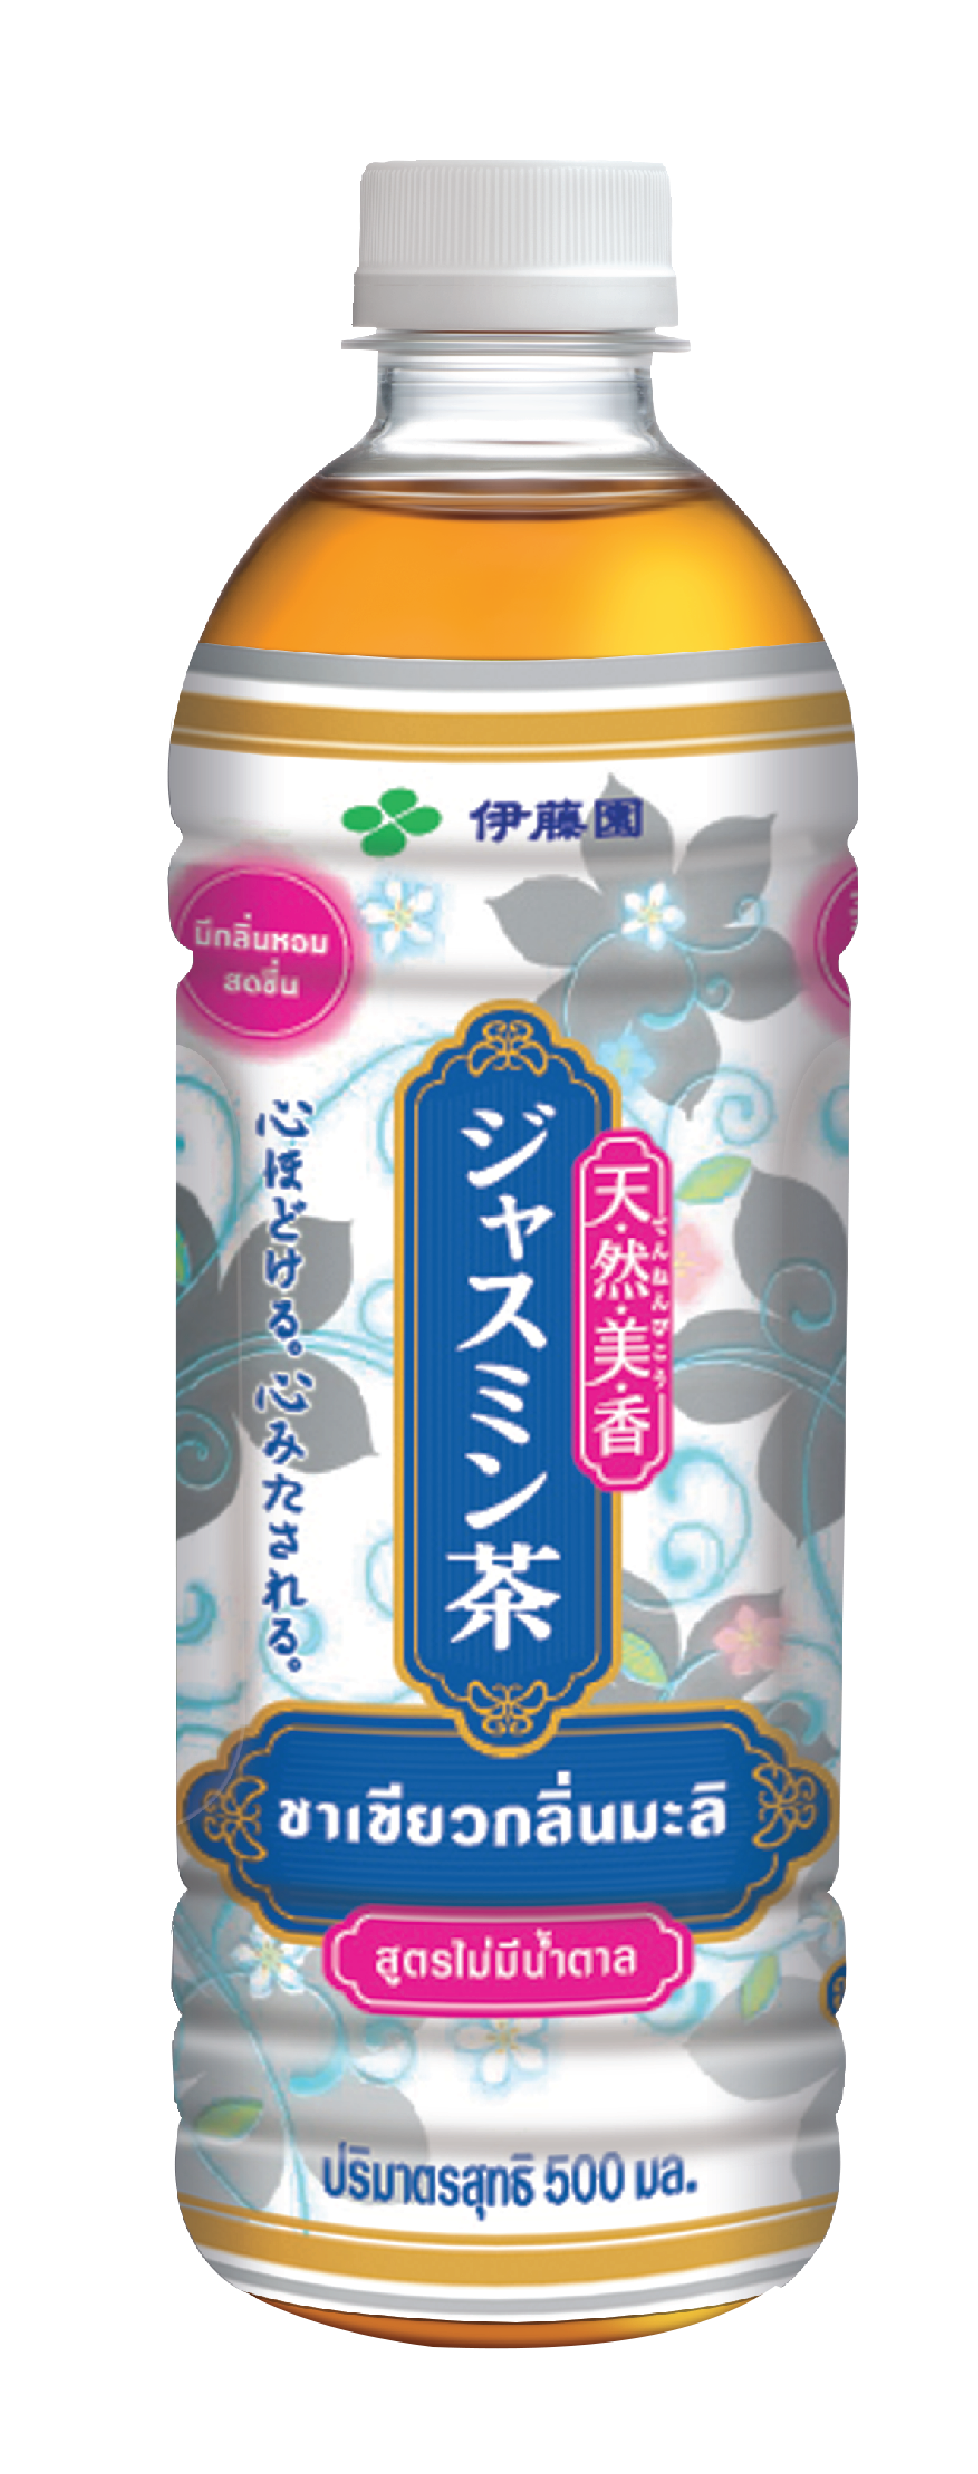 伊藤園
มีกลิ่นหอม
สดชื่น
ジャスミン茶
天・然・美・香
てんねんびこう
心ほどける。心みたされる。
ชาเขียวกลิ่นมะลิ
สูตรไม่มีน้ำตาล
ปริมาตรสุทธิ 500 มล.